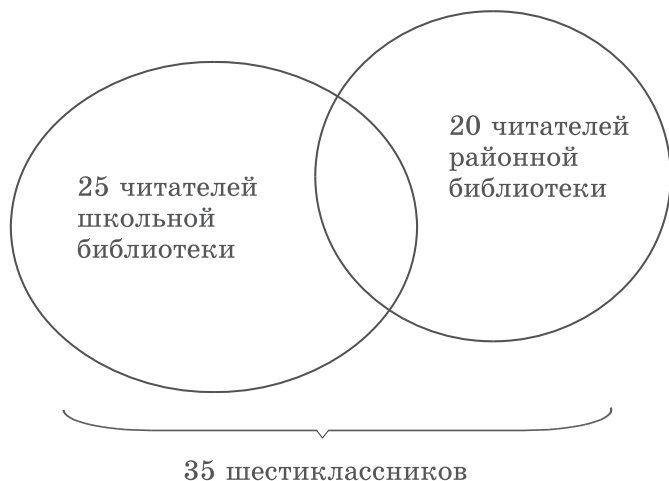 20 читателей
районной
библиотеки
25 читателей
школьной
библиотеки
35 шестиклассников